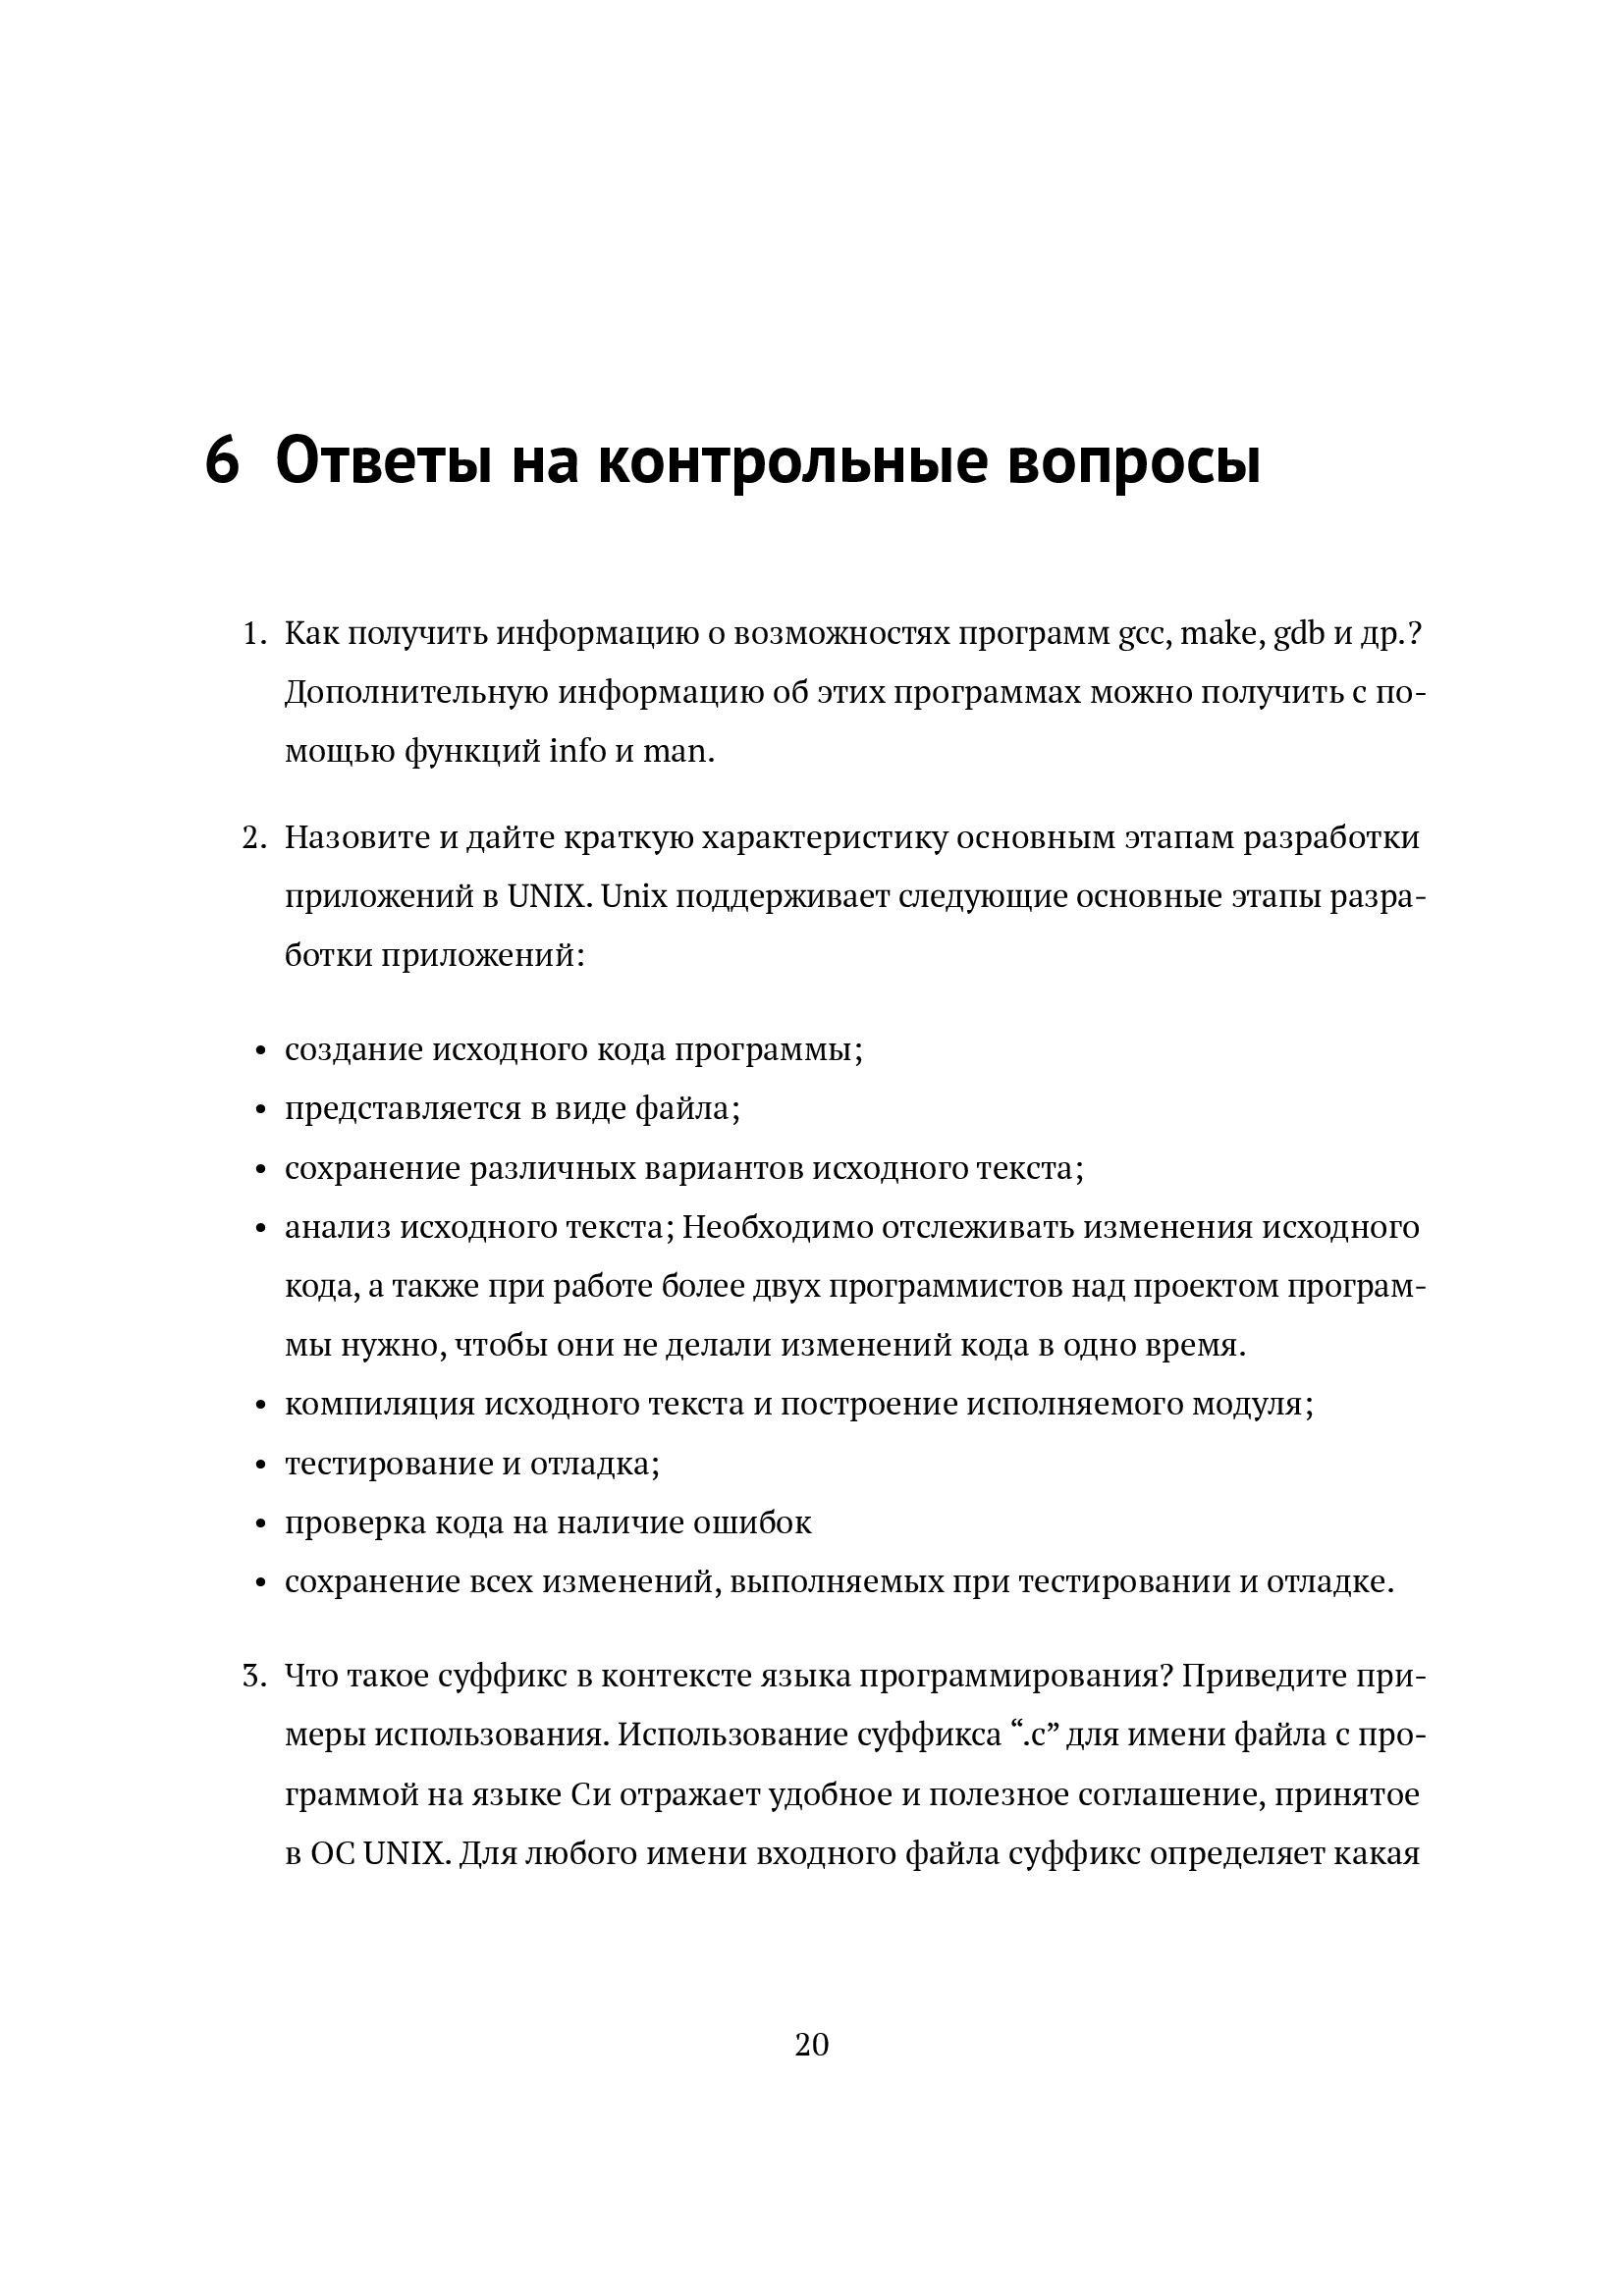 6 Ответы на контрольные вопросы
1. Как получить информацию о возможностях программ gcc, make, gdb и др.?
Дополнительную информацию об этих программах можно получить с по-
мощью функций info и man.
2. Назовите и дайте краткую характеристику основным этапам разработки
приложений в UNIX. Unix поддерживает следующие основные этапы разра-
ботки приложений:
• создание исходного кода программы;
• представляется в виде файла;
• сохранение различных вариантов исходного текста;
• анализ исходного текста; Необходимо отслеживать изменения исходного
кода, а также при работе более двух программистов над проектом програм-
мы нужно, чтобы они не делали изменений кода в одно время.
• компиляция исходного текста и построение исполняемого модуля;
• тестирование и отладка;
• проверка кода на наличие ошибок
• сохранение всех изменений, выполняемых при тестировании и отладке.
3. Что такое суффикс в контексте языка программирования? Приведите при-
меры использования. Использование суффикса “.с” для имени файла с про-
граммой на языке Си отражает удобное и полезное соглашение, принятое
в ОС UNIX. Для любого имени входного файла суффикс определяет какая
20